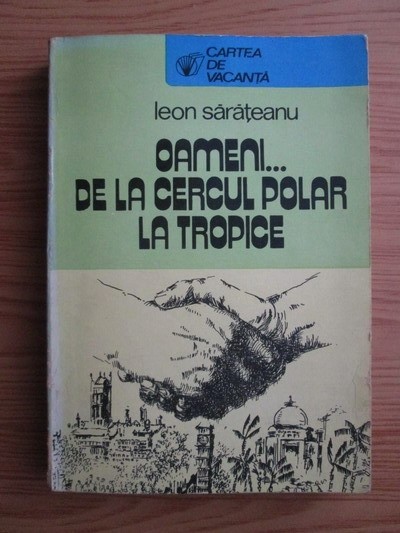 CARTEA
DE
VACANȚĂ
leon sărățeanu
OAMENI...
DE LA CERCUL POLAR
LA TROPICE